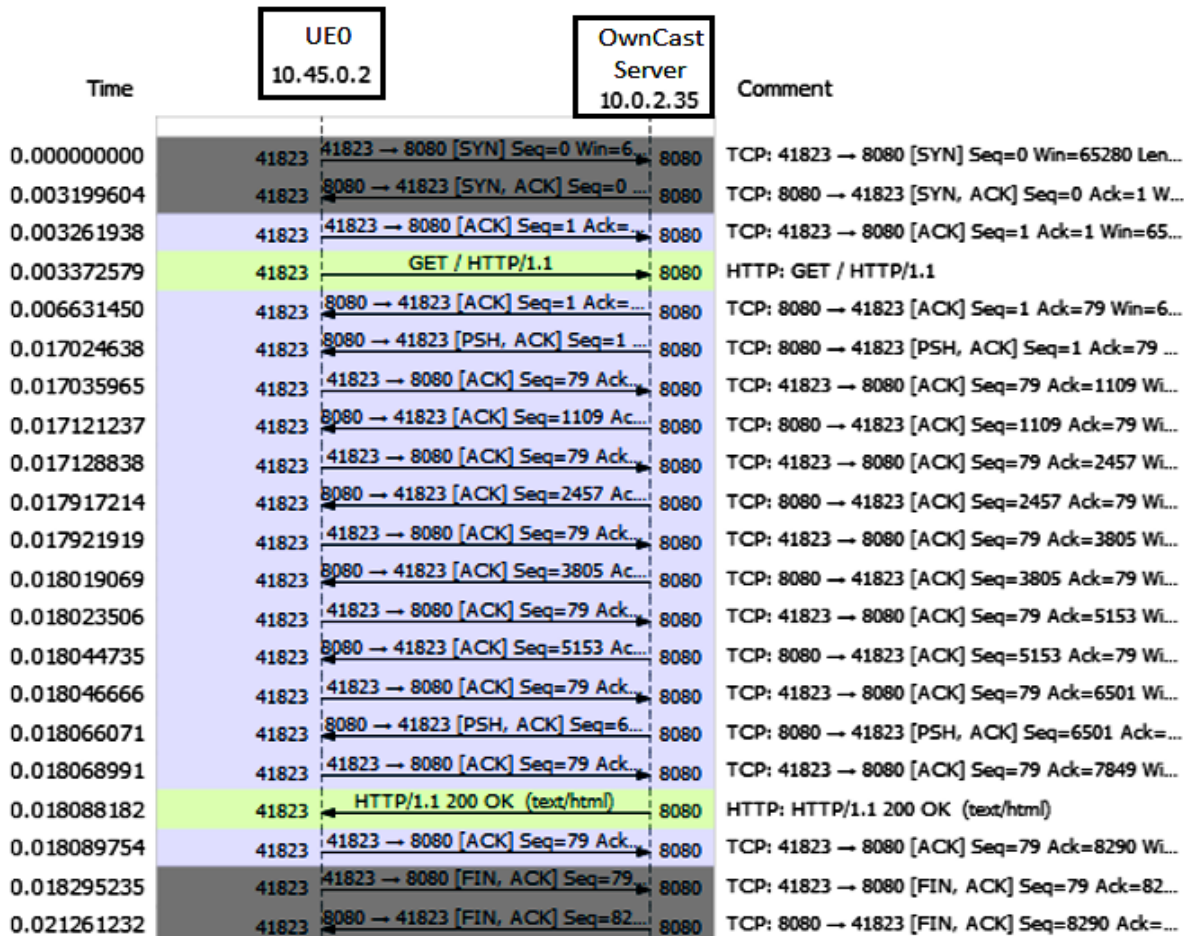 UE0
10.45.0.2
OwnCast
Server
10.0.2.35
Time
Comment
0.000000000 41823 41823 → 8080 [SYN] Seq=0 Win=6... 8080 TCP: 41823 → 8080 [SYN] Seq=0 Win=65280 Len...
0.003199604 41823 8080 → 41823 [SYN, ACK] Seq=0 ... 8080 TCP: 8080 → 41823 [SYN, ACK] Seq=0 Ack=1 W...
0.003261938 41823 41823 → 8080 [ACK] Seq=1 Ack=... 8080 TCP: 41823 → 8080 [ACK] Seq=1 Ack=1 Win=65...
0.003372579 41823 GET / HTTP/1.1 8080 HTTP: GET / HTTP/1.1
0.006631450 41823 8080 → 41823 [ACK] Seq=1 Ack=... 8080 TCP: 8080 → 41823 [ACK] Seq=1 Ack=79 Win=6...
0.017024638 41823 8080 → 41823 [PSH, ACK] Seq=1 ... 8080 TCP: 8080 → 41823 [PSH, ACK] Seq=1 Ack=79 ...
0.017035965 41823 41823 → 8080 [ACK] Seq=79 Ack... 8080 TCP: 41823 → 8080 [ACK] Seq=79 Ack=1109 Wi...
0.017121237 41823 8080 → 41823 [ACK] Seq=1109 Ac... 8080 TCP: 8080 → 41823 [ACK] Seq=1109 Ack=79 Wi...
0.017128838 41823 41823 → 8080 [ACK] Seq=79 Ack... 8080 TCP: 41823 → 8080 [ACK] Seq=79 Ack=2457 Wi...
0.017917214 41823 8080 → 41823 [ACK] Seq=2457 Ac... 8080 TCP: 8080 → 41823 [ACK] Seq=2457 Ack=79 Wi...
0.017921919 41823 41823 → 8080 [ACK] Seq=79 Ack... 8080 TCP: 41823 → 8080 [ACK] Seq=79 Ack=3805 Wi...
0.018019069 41823 8080 → 41823 [ACK] Seq=3805 Ac... 8080 TCP: 8080 → 41823 [ACK] Seq=3805 Ack=79 Wi...
0.018023506 41823 41823 → 8080 [ACK] Seq=79 Ack... 8080 TCP: 41823 → 8080 [ACK] Seq=79 Ack=5153 Wi...
0.018044735 41823 8080 → 41823 [ACK] Seq=5153 Ac... 8080 TCP: 8080 → 41823 [ACK] Seq=5153 Ack=79 Wi...
0.018046666 41823 41823 → 8080 [ACK] Seq=79 Ack... 8080 TCP: 41823 → 8080 [ACK] Seq=79 Ack=6501 Wi...
0.018066071 41823 8080 → 41823 [PSH, ACK] Seq=6... 8080 TCP: 8080 → 41823 [PSH, ACK] Seq=6501 Ack=...
0.018068991 41823 41823 → 8080 [ACK] Seq=79 Ack... 8080 TCP: 41823 → 8080 [ACK] Seq=79 Ack=7849 Wi...
0.018088182 41823 HTTP/1.1 200 OK (text/html) 8080 HTTP: HTTP/1.1 200 OK (text/html)
0.018089754 41823 41823 → 8080 [ACK] Seq=79 Ack... 8080 TCP: 41823 → 8080 [ACK] Seq=79 Ack=8290 Wi...
0.018295235 41823 41823 → 8080 [FIN, ACK] Seq=79... 8080 TCP: 41823 → 8080 [FIN, ACK] Seq=79 Ack=82...
0.021261232 41823 8080 → 41823 [FIN, ACK] Seq=82... 8080 TCP: 8080 → 41823 [FIN, ACK] Seq=8290 Ack=...